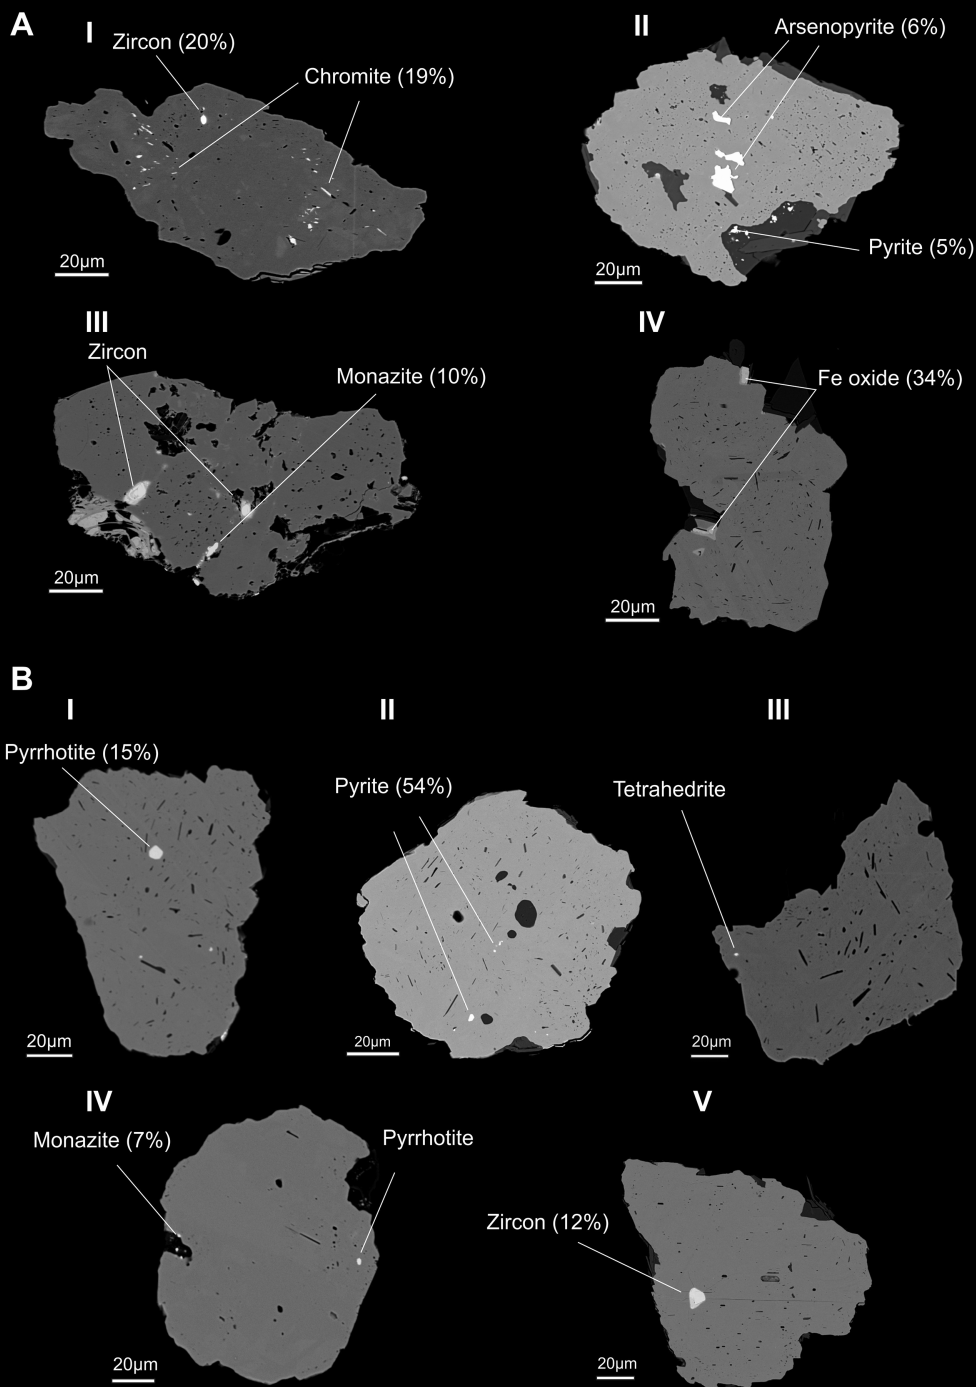 A
I
Zircon (20%)
Chromite (19%)
20µm
II
Arsenopyrite (6%)
Pyrite (5%)
20µm
III
Zircon
Monazite (10%)
20µm
IV
Fe oxide (34%)
20µm
B
I
Pyrrhotite (15%)
20µm
II
Pyrite (54%)
20µm
III
Tetrahedrite
20µm
IV
Monazite (7%)
Pyrrhotite
20µm
V
Zircon (12%)
20µm